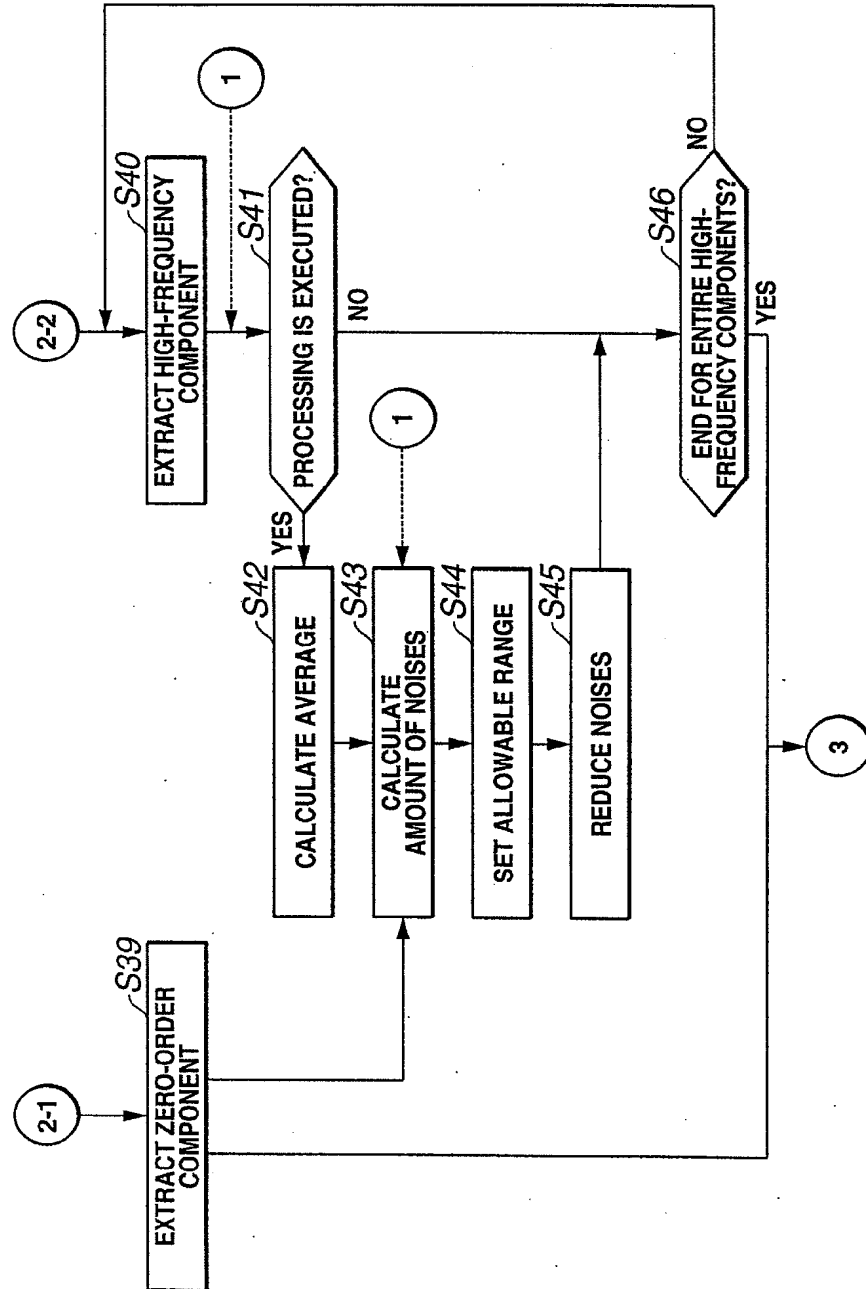 2-1
S39
EXTRACT ZERO-ORDER
COMPONENT
2-2
S40
EXTRACT HIGH-FREQUENCY
COMPONENT
1
S41
PROCESSING IS EXECUTED?
YES
NO
S42
CALCULATE AVERAGE
S43
CALCULATE
AMOUNT OF NOISES
1
S44
SET ALLOWABLE RANGE
S45
REDUCE NOISES
S46
END FOR ENTIRE HIGH-
FREQUENCY COMPONENTS?
NO
YES
3